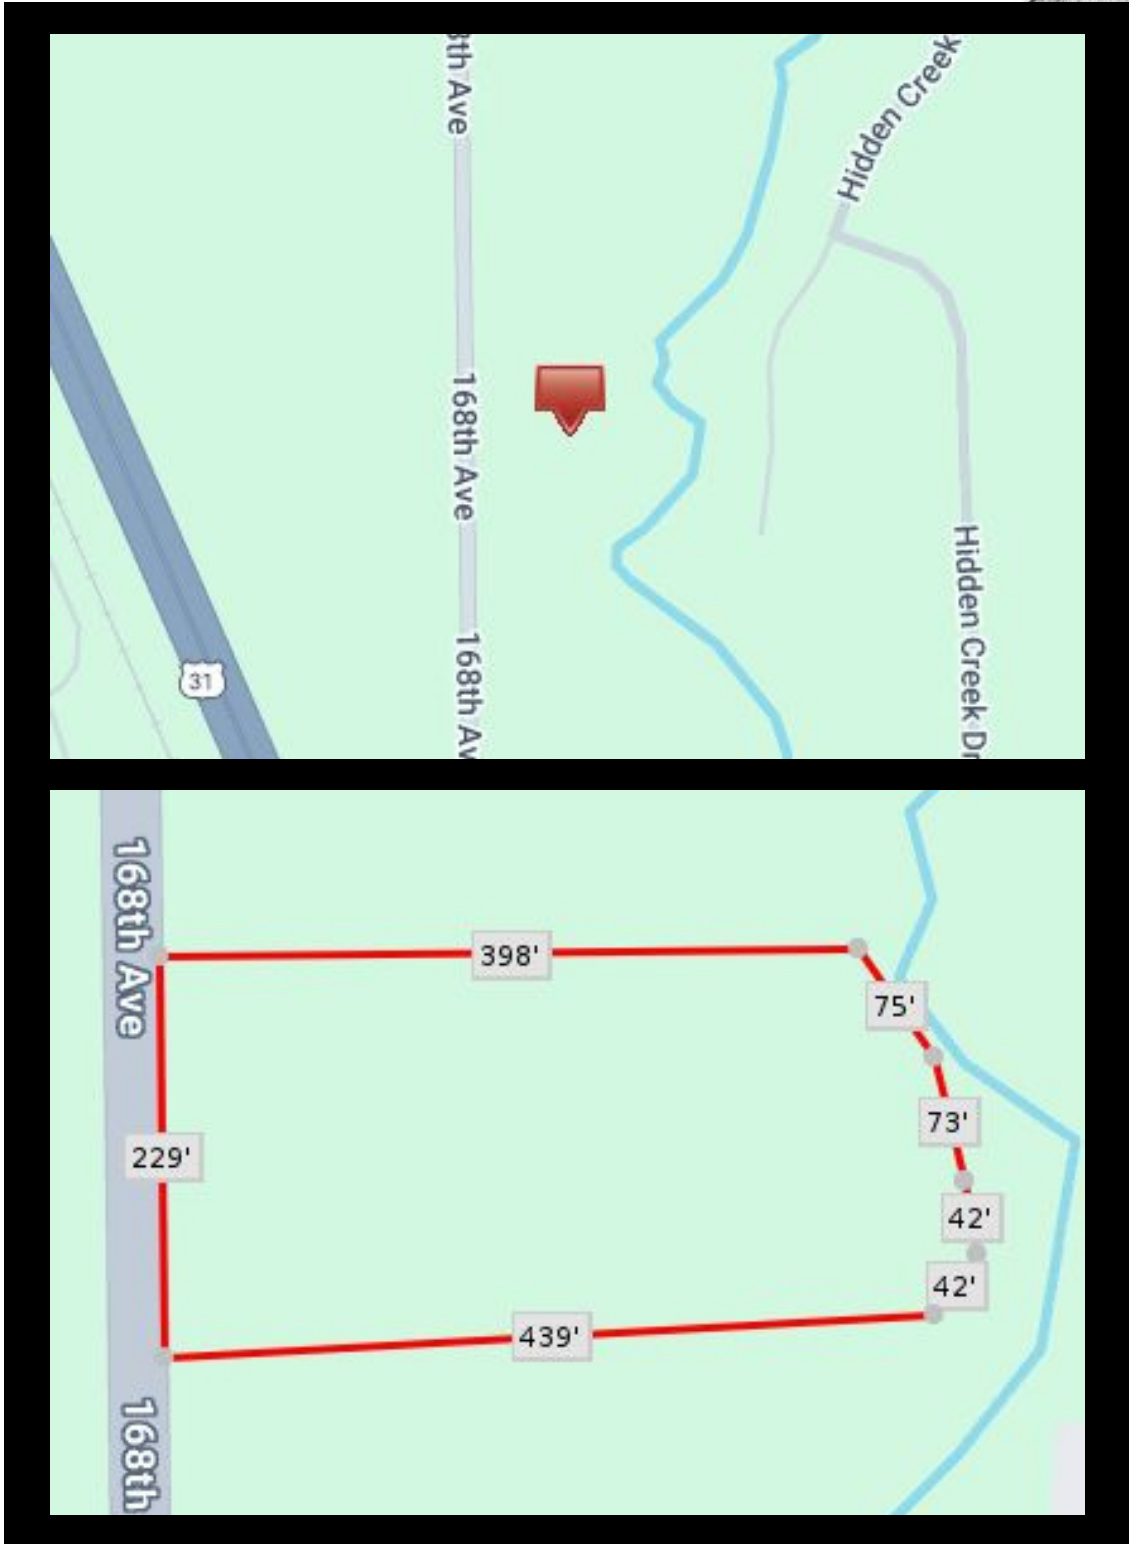 8th Ave
Hidden Creek
168th Ave
31
Hidden Creek Dr
168th Av
168th Ave
398'
75'
229'
73'
42'
42'
439'
168th